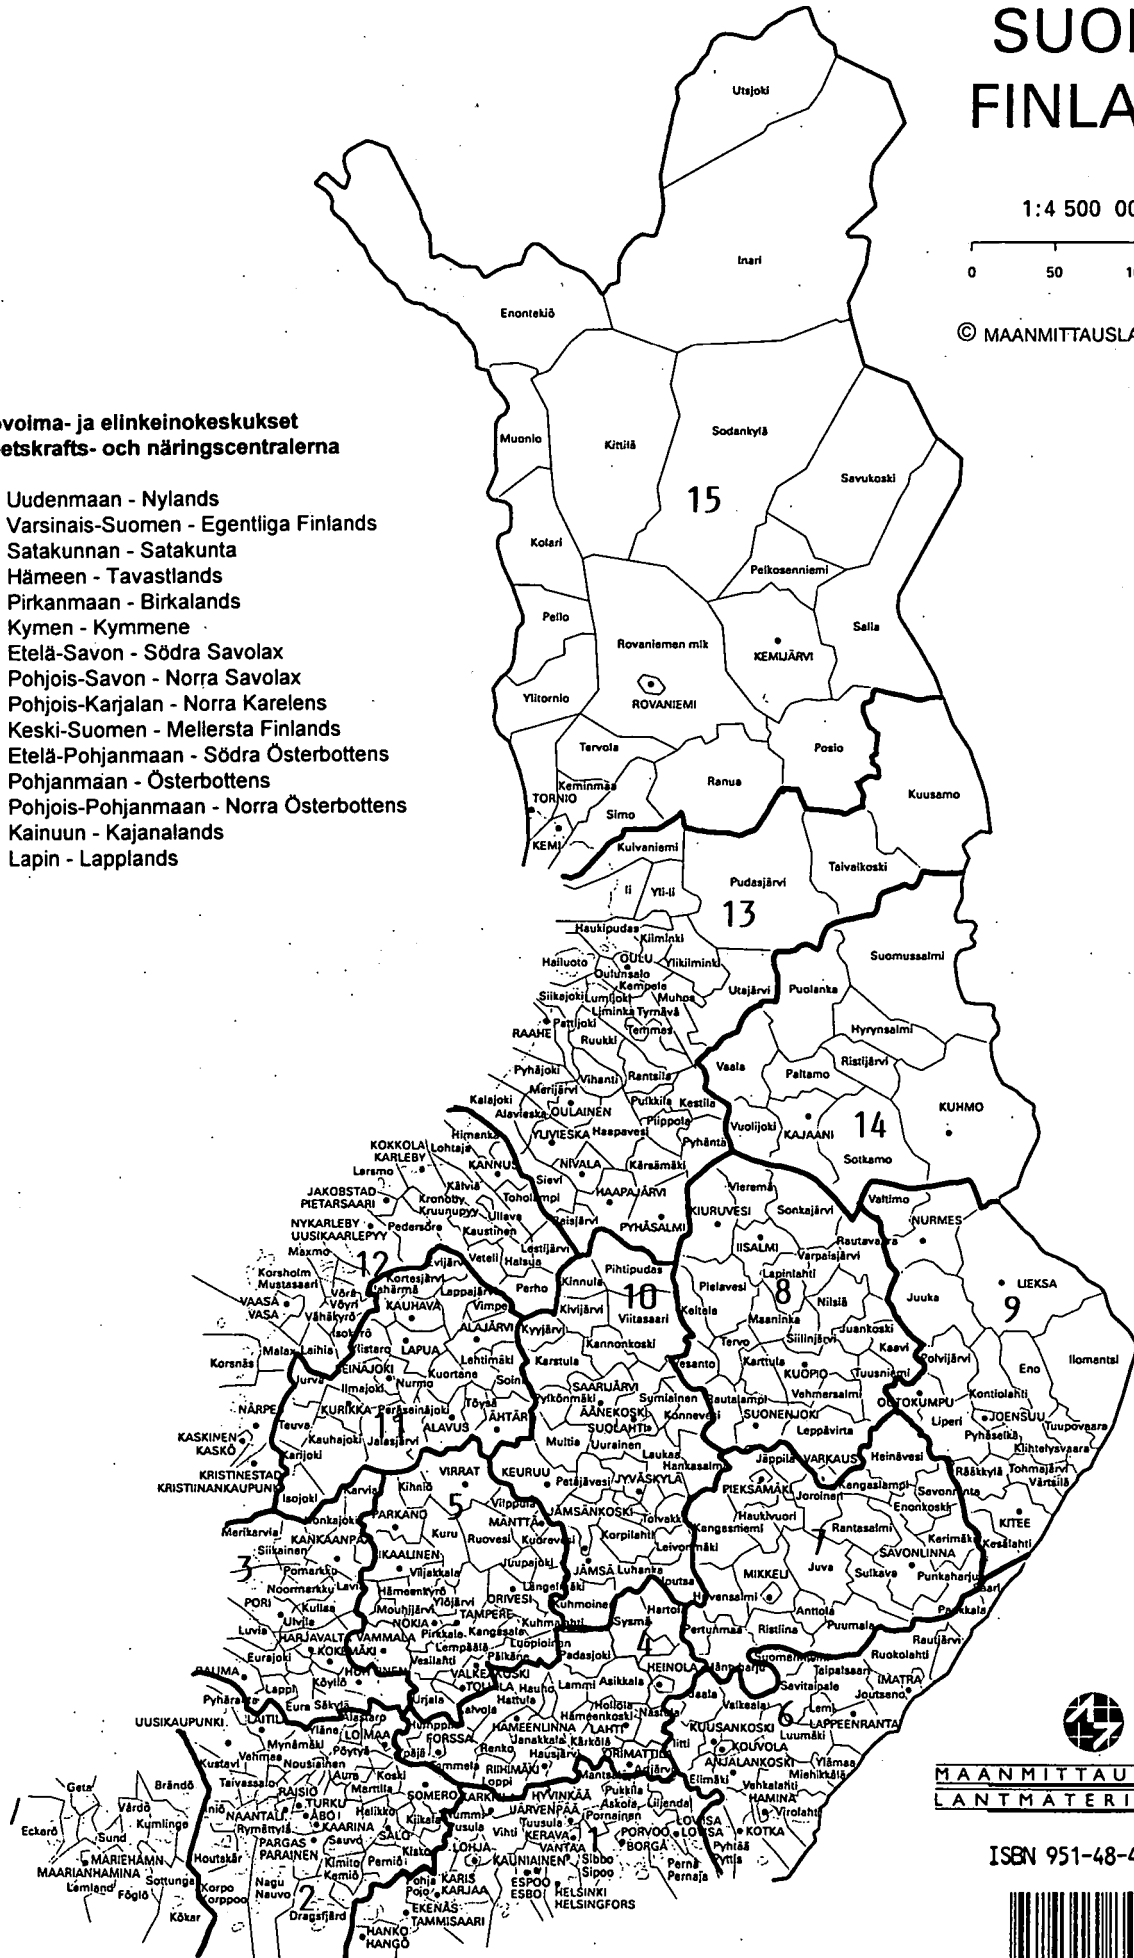 SUO
FINLA
1:4 500 00
0 50 1
© MAANMITTAUSLA
voima- ja elinkeinokeskukset
etskrafts- och näringscentralerna
Uudenmaan - Nylands
Varsinais-Suomen - Egentliga Finlands
Satakunnan - Satakunta
Hämeen - Tavastlands
Pirkanmaan - Birkalands
Kymen - Kymmene
Etelä-Savon - Södra Savolax
Pohjois-Savon - Norra Savolax
Pohjois-Karjalan - Norra Karelens
Keski-Suomen - Mellersta Finlands
Etelä-Pohjanmaan - Södra Österbottens
Pohjanmaan - Österbottens
Pohjois-Pohjanmaan - Norra Österbottens
Kainuun - Kajanalands
Lapin - Lapplands
Utsjoki
Inari
Enontekiö
Muonio
Kittilä
Sodankylä
Savukoski
15
Kolari
Pelkosenniemi
Pello
Rovaniemen mlk
Salla
KEMIJÄRVI
Ylitornio
ROVANIEMI
Tervola
Posio
Ranua
Keminmaa
TORNIO
Kuusamo
Simo
KEMI
Kuivaniemi
Taivalkoski
Ii
Yli-Ii
Pudasjärvi
13
Haukipudas
Kiiminki
Suomussalmi
Hailuoto
OULU
Ylikiiminki
Oulunsalo
Kempele
Utajärvi
Puolanka
Siikajoki
Lumijoki
Muhos
Liminka
Tyrnävä
Pattijoki
Temmes
Hyrynsalmi
RAAHE
Ruukki
Vaala
Ristijärvi
Pyhäjoki
Vihanti
Rantsila
Paltamo
Merijärvi
Kalajoki
Pulkkila
Kestilä
KUHMO
Alavieska
OULAINEN
Piippola
Vuolijoki
KAJAANI
14
Himanka
YLIVIESKA
Haapavesi
Pyhäntä
KOKKOLA
KARLEBY
Lohtaja
Sotkamo
Larsmo
KANNUS
NIVALA
Kärsämäki
Sievi
Vieremä
JAKOBSTAD
PIETARSAARI
Kälviä
Toholampi
HAAPAJÄRVI
Valtimo
Kronoby
Kruunupyy
Ullava
KIURUVESI
Sonkajärvi
NYKARLEBY
UUSIKAARLEPYY
Pedersöre
Kaustinen
Reisjärvi
PYHÄSALMI
NURMES
Maxmo
Lestijärvi
IISALMI
Rautavaara
12
Evijärvi
Veteli
Halsua
Varpaisjärvi
Korsholm
Mustasaari
Kortesjärvi
Perho
Kinnula
Pihtipudas
Lapinlahti
LIEKSA
Lappajärvi
Pielavesi
8
Juuka
9
VAASA
VASA
Vörå
Vöyri
KAUHAVA
Vimpeli
10
Nilsiä
Vähäkyrö
Kivijärvi
Viitasaari
Keitele
Maaninka
Isokyrö
ALAJÄRVI
Kyyjärvi
Siilinjärvi
Juankoski
Malax
Laihia
Ylistaro
LAPUA
Kannonkoski
Tervo
Kaavi
Korsnäs
SEINÄJOKI
Lehtimäki
Karstula
Vesanto
Karttula
KUOPIO
Polvijärvi
Eno
Ilomantsi
Jurva
Ilmajoki
Nurmo
Kuortane
Soini
SAARIJÄRVI
Tuusniemi
Kontiolahti
NÄRPES
KURIKKA
Peräseinäjoki
Töysä
Pylkönmäki
Sumiainen
Rautalampi
Vehmersalmi
OUTOKUMPU
Teuva
11
ALAVUS
ÄHTÄRI
ÄÄNEKOSKI
Konnevesi
SUONENJOKI
Liperi
JOENSUU
KASKINEN
KASKÖ
Kauhajoki
Jalasjärvi
SUOLAHTI
Leppävirta
Pyhäselkä
Tuupovaara
Multia
Uurainen
Karijoki
Laukaa
Kiihtelysvaara
KRISTINESTAD
KRISTIINANKAUPUNKI
VIRRAT
KEURUU
Hankasalmi
Jäppilä
VARKAUS
Heinävesi
Rääkkylä
Tohmajärvi
Isojoki
Karvia
Kihniö
Petäjävesi
JYVÄSKYLÄ
PIEKSÄMÄKI
Kangaslampi
Savonranta
Värtsilä
5
Vilppula
JÄMSÄNKOSKI
Joroinen
Enonkoski
Honkajoki
PARKANO
MÄNTTÄ
Toivakka
Haukivuori
KITEE
Merikarvia
KANKAANPÄÄ
Kuru
Ruovesi
Kuorevesi
Korpilahti
Kangasniemi
Rantasalmi
Kerimäki
Kesälahti
3
Siikainen
IKAALINEN
Leivonmäki
7
SAVONLINNA
Pomarkku
Viljakkala
Juupajoki
JÄMSÄ
Luhanka
MIKKELI
Juva
Sulkava
Punkaharju
Noormarkku
Lavia
Hämeenkyrö
Längelmäki
Joutsa
Saari
PORI
Kullaa
Mouhijärvi
Ylöjärvi
ORIVESI
Kuhmoinen
Hartola
Hirvensalmi
Anttola
Parikkala
Luvia
Ulvila
NOKIA
TAMPERE
Kuhmalahti
Sysmä
Pertunmaa
Ristiina
Puumala
HARJAVALTA
VAMMALA
Pirkkala
Kangasala
4
Rautjärvi
Eurajoki
KOKEMÄKI
Lempäälä
Luopioinen
Padasjoki
Ruokolahti
Vesilahti
Pälkäne
HEINOLA
Mäntyharju
Suomenniemi
RAUMA
HUITTINEN
VALKEAKOSKI
Taipalsaari
IMATRA
Lappi
Köyliö
TOIJALA
Hauho
Lammi
Asikkala
Savitaipale
Joutseno
Pyhäranta
Eura
Säkylä
Urjala
Hattula
Jaala
Valkeala
Lemi
UUSIKAUPUNKI
LAITILA
Alastaro
Kalvola
Hollola
Nastola
6
LAPPEENRANTA
Hämeenkoski
KUUSANKOSKI
Yläne
LOIMAA
Humppila
HÄMEENLINNA
LAHTI
Luumäki
Mynämäki
FORSSA
Janakkala
Kärkölä
Iitti
KOUVOLA
Vehmaa
Pöytyä
Ypäjä
Renko
Hausjärvi
ORIMATTILA
ANJALANKOSKI
Ylämaa
Kustavi
Nousiainen
Tammela
RIIHIMÄKI
Artjärvi
Miehikkälä
Geta
Brändö
Taivassalo
Aura
Koski
Loppi
Mäntsälä
Elimäki
Vehkalahti
RAISIO
Marttila
SOMERO
KARKKILA
HYVINKÄÄ
Pukkila
HAMINA
Vårdö
Iniö
NAANTALI
TURKU
ÅBO
Halikko
JÄRVENPÄÄ
Askola
Liljendal
Virolahti
Kumlinge
Rymättylä
KAARINA
Kiikala
Nummi
Pusula
Tuusula
Pornainen
LOVIISA
LOVISA
Eckerö
Sund
PARGAS
PARAINEN
Sauvo
SALO
Vihti
KERAVA
1
PORVOO
BORGÅ
KOTKA
MARIEHAMN
MAARIANHAMINA
Houtskär
Kisko
LOHJA
VANTAA
Pyhtää
Pyttis
Kimito
Kemiö
Perniö
KAUNIAINEN
Sibbo
Sipoo
Pernå
Pernaja
Lemland
Sottunga
Korpo
Korppoo
Nagu
Nauvo
Pohja
Pojo
KARIS
KARJAA
ESPOO
ESBO
Föglö
2
HELSINKI
HELSINGFORS
Kökar
Dragsfjärd
EKENÄS
TAMMISAARI
HANKO
HANGÖ
MAANMITTAU
LANTMÄTERI
ISBN 951-48-4